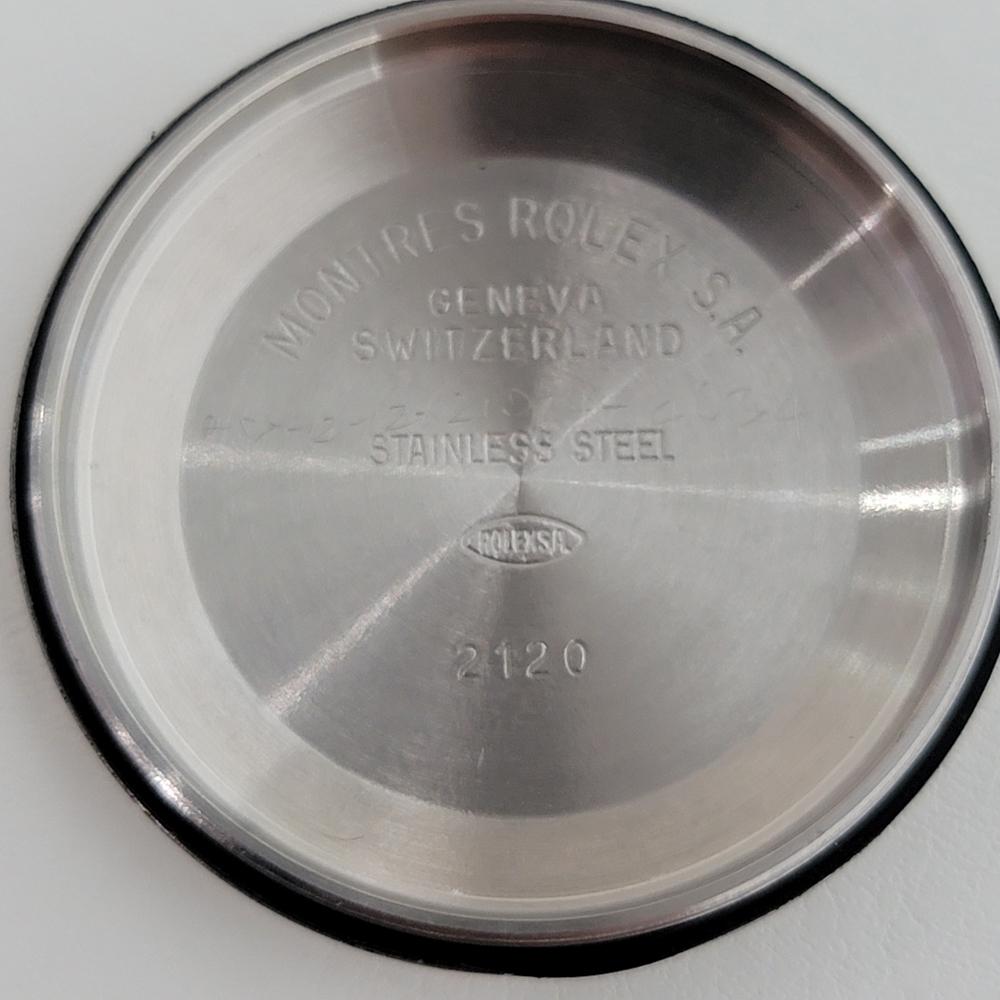 MONTRES ROLEX S.A.
GENEVA
SWITZERLAND
STAINLESS STEEL
ROLEX S.A.
2120